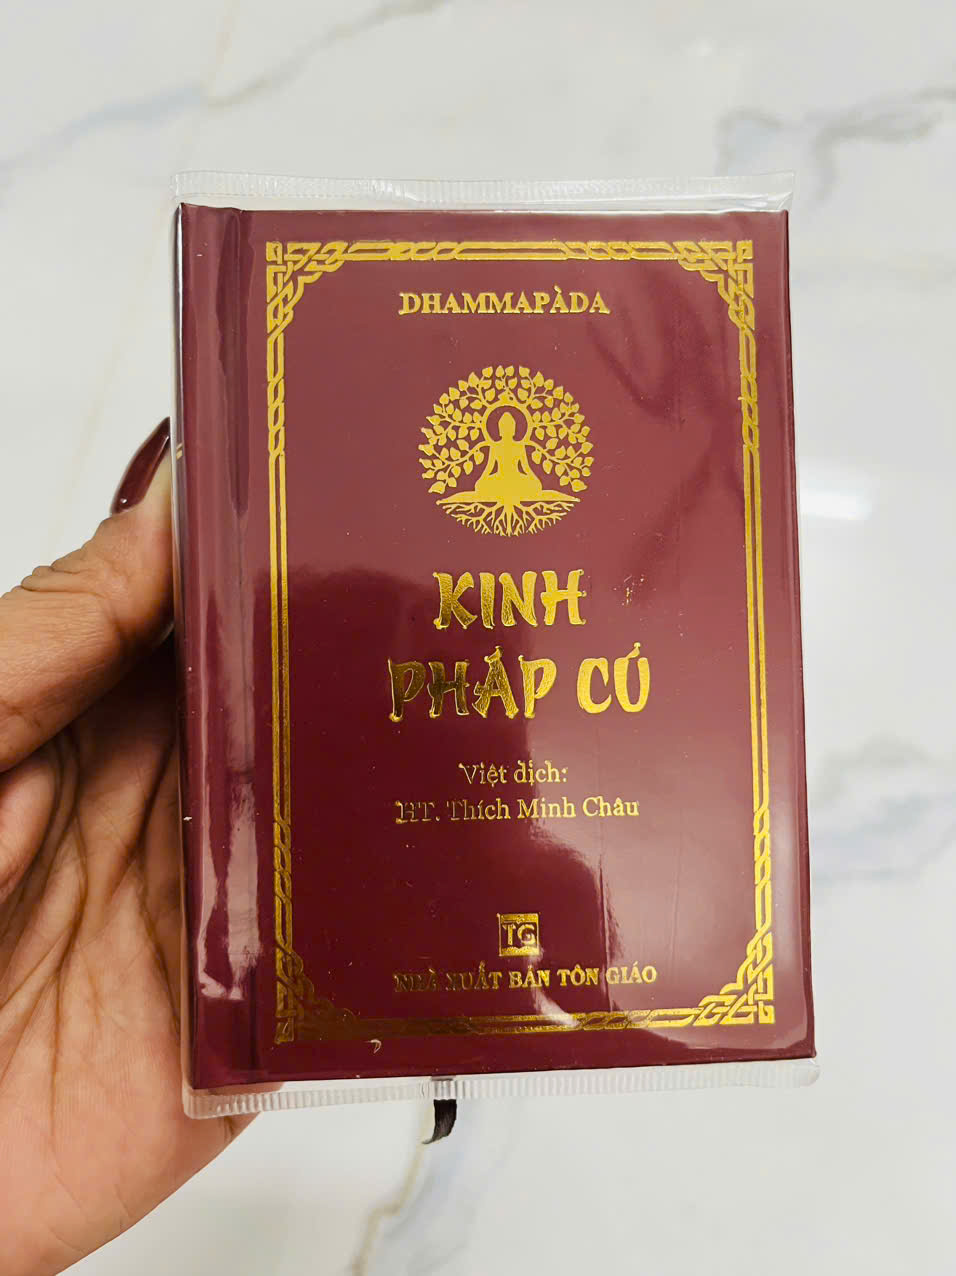 DHAMMAPÀDA
KINH
PHÁP CÚ
Việt dịch:
HT. Thích Minh Châu
TG
NHÀ XUẤT BẢN TÔN GIÁO